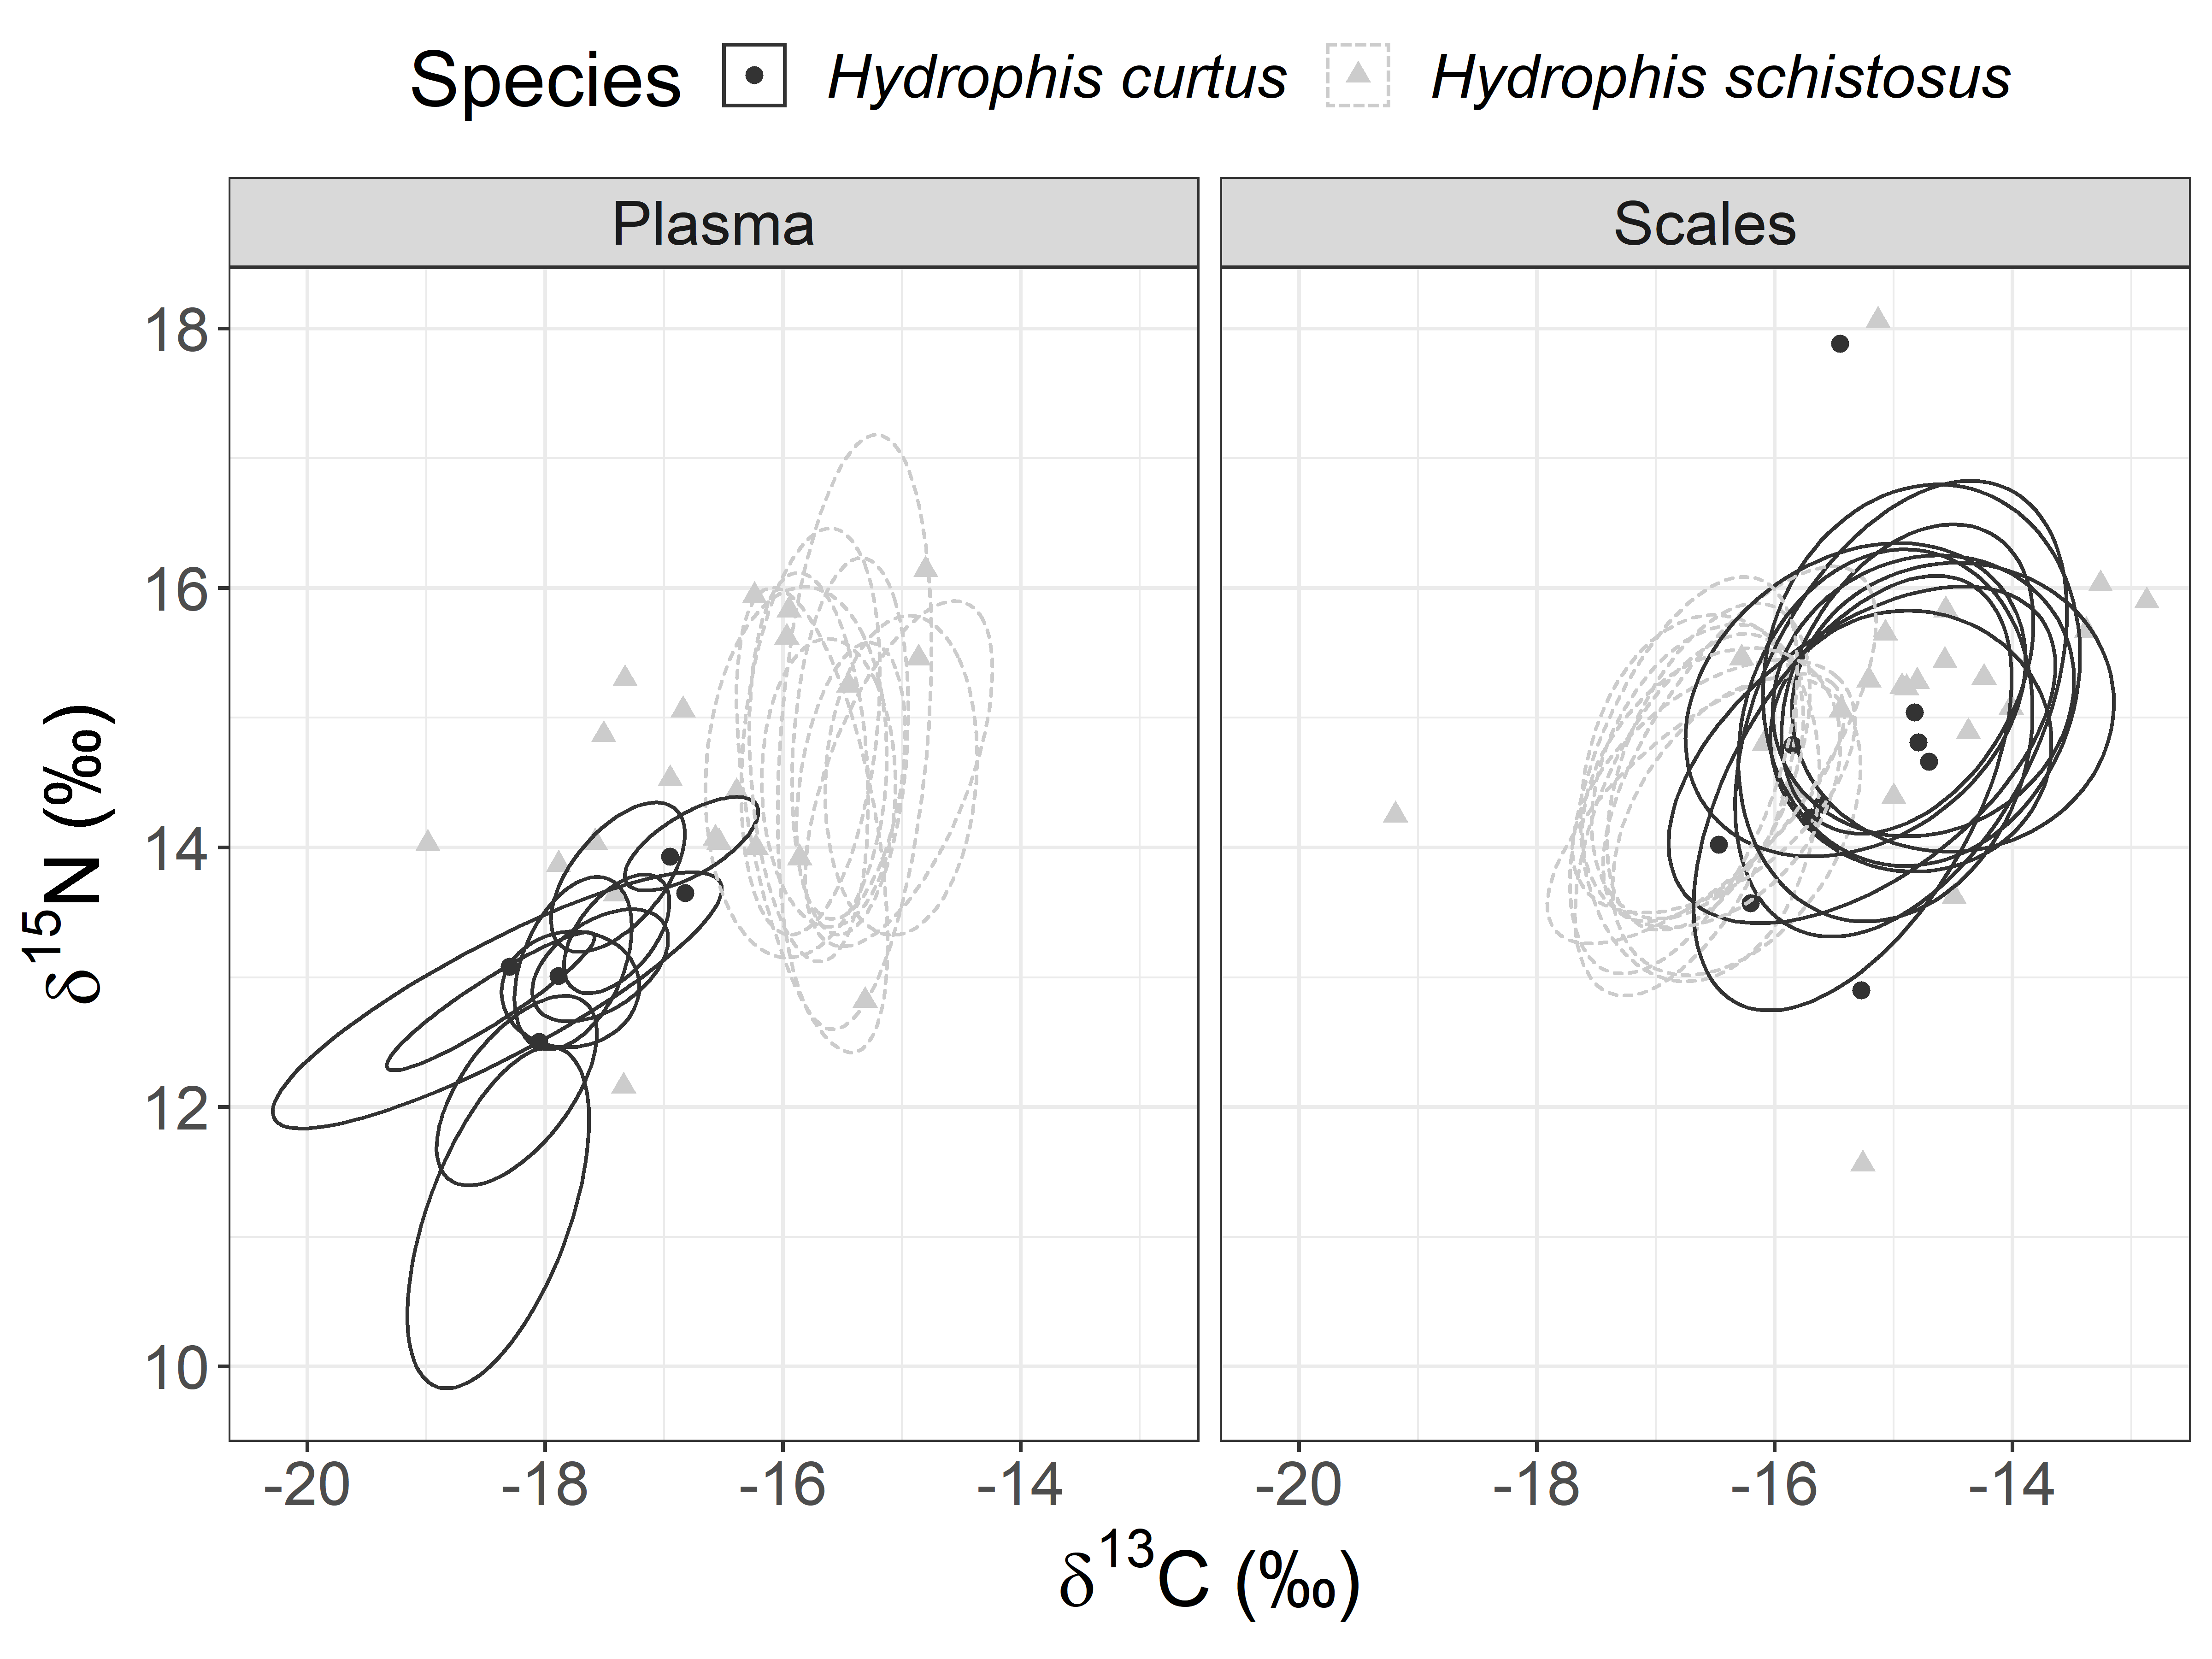 Species Hydrophis curtus Hydrophis schistosus
Plasma Scales
18
16
14
12
10
δ15N (‰)
-20 -18 -16 -14 -20 -18 -16 -14
δ13C (‰)